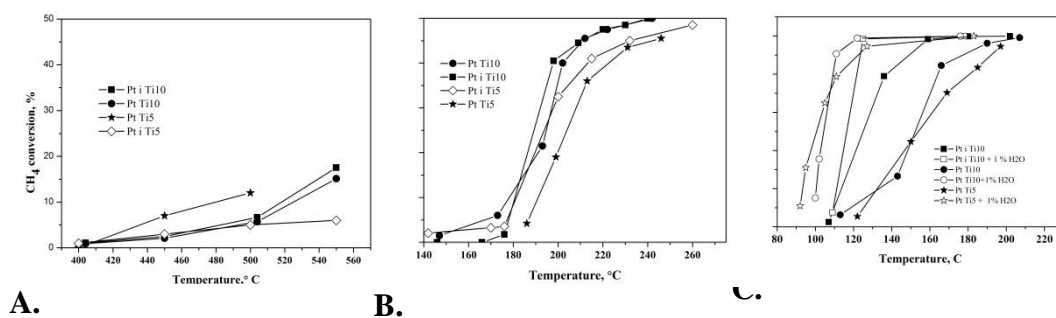 50
40
30
20
10
0
CH4 conversion, %
Pt i Ti10
Pt Ti10
Pt Ti5
Pt i Ti5
400 420 440 460 480 500 520 540 560
Temperature,° C
A.
Pt Ti10
Pt i Ti10
Pt i Ti5
Pt Ti5
140 160 180 200 220 240 260
Temperature, °C
B.
Pt i Ti10
Pt i Ti10 + 1 % H2O
Pt Ti10
Pt Ti10+1% H2O
Pt Ti5
Pt Ti5 + 1% H2O
80 100 120 140 160 180 200 220
Temperature, C
C.